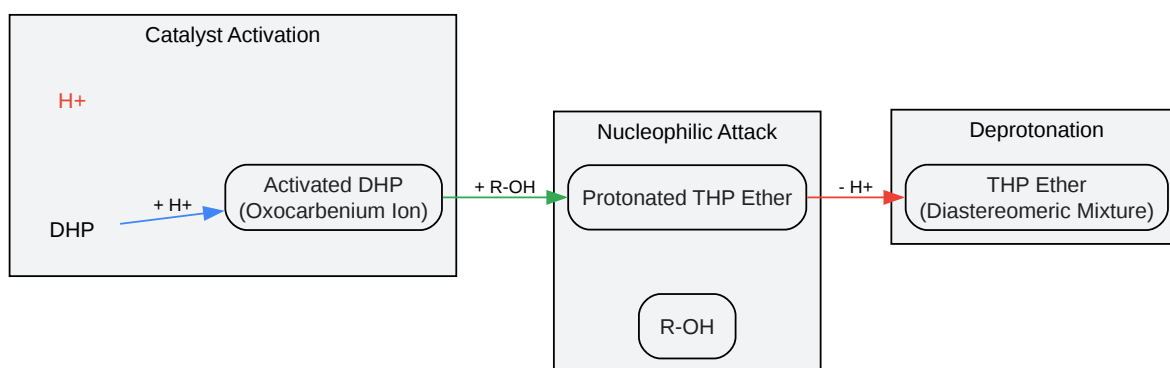 Catalyst Activation
H+
DHP
+ H+
Activated DHP
(Oxocarbenium Ion)
+ R-OH
Nucleophilic Attack
Protonated THP Ether
R-OH
- H+
Deprotonation
THP Ether
(Diastereomeric Mixture)